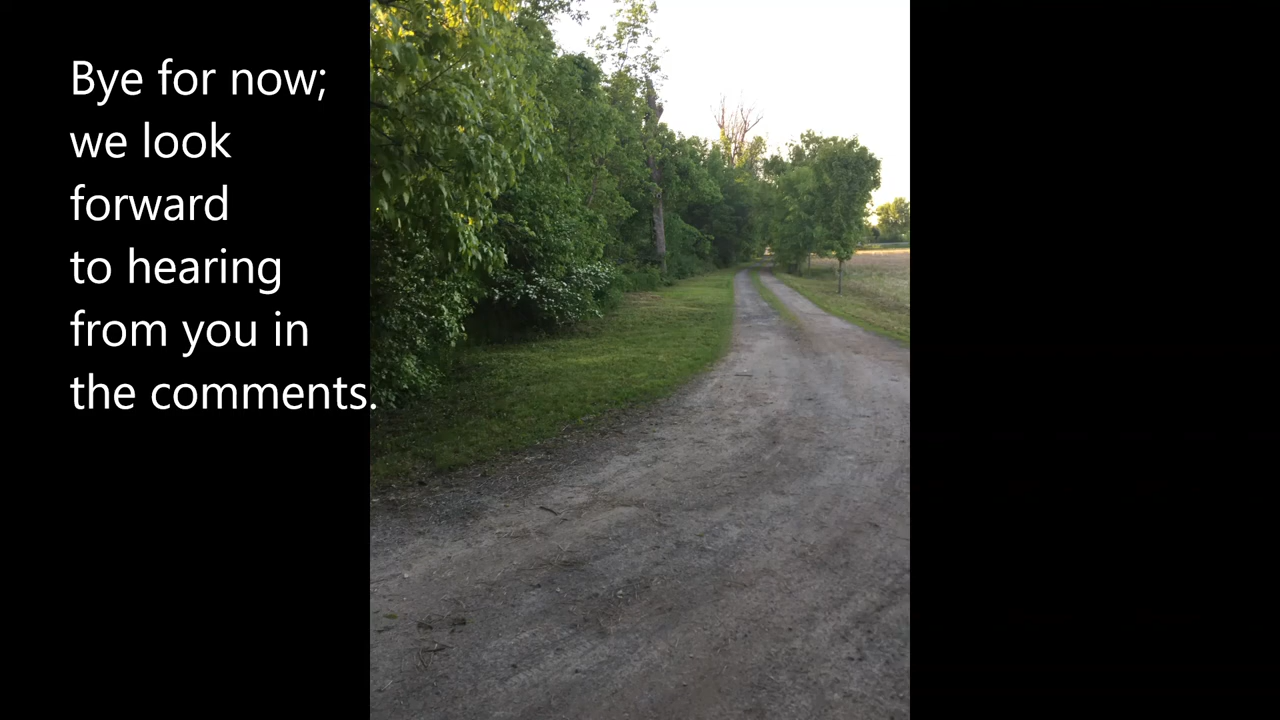 Bye for now;
we look
forward
to hearing
from you in
the comments.